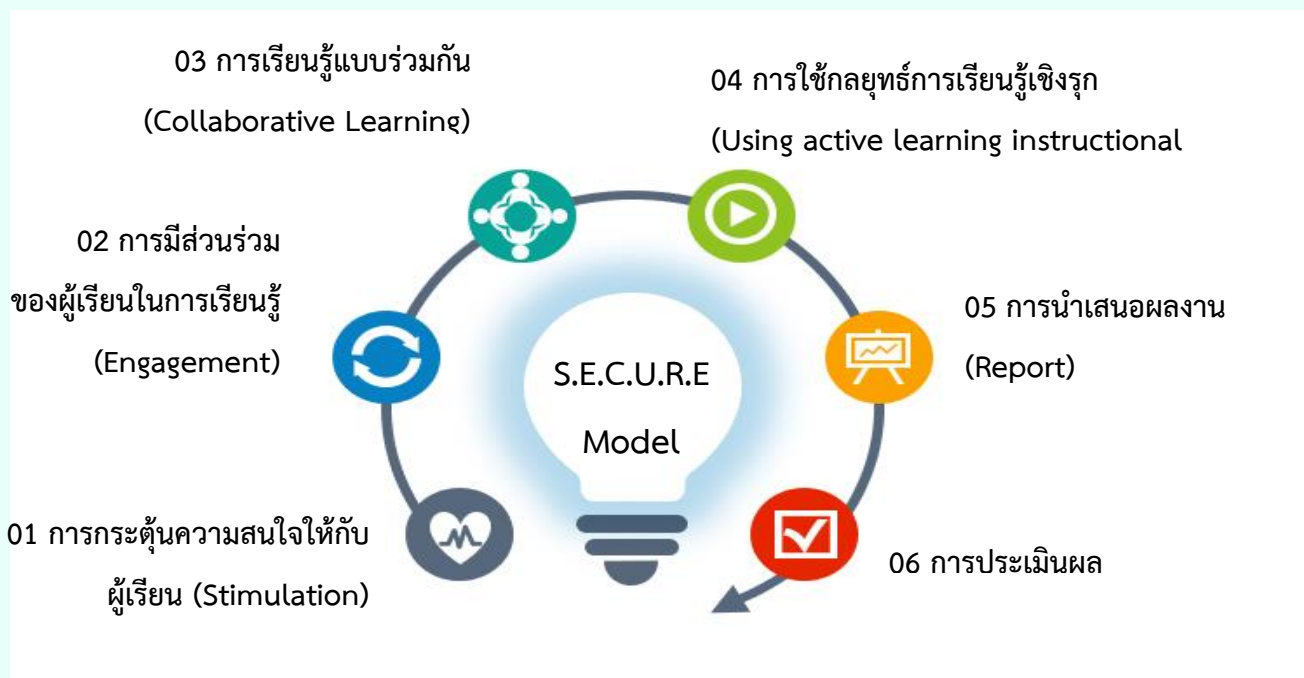 03 การเรียนรู้แบบร่วมกัน
(Collaborative Learning)
04 การใช้กลยุทธ์การเรียนรู้เชิงรุก
(Using active learning instructional
02 การมีส่วนร่วม
ของผู้เรียนในการเรียนรู้
(Engagement)
05 การนำเสนอผลงาน
(Report)
S.E.C.U.R.E
Model
01 การกระตุ้นความสนใจให้กับ
ผู้เรียน (Stimulation)
06 การประเมินผล